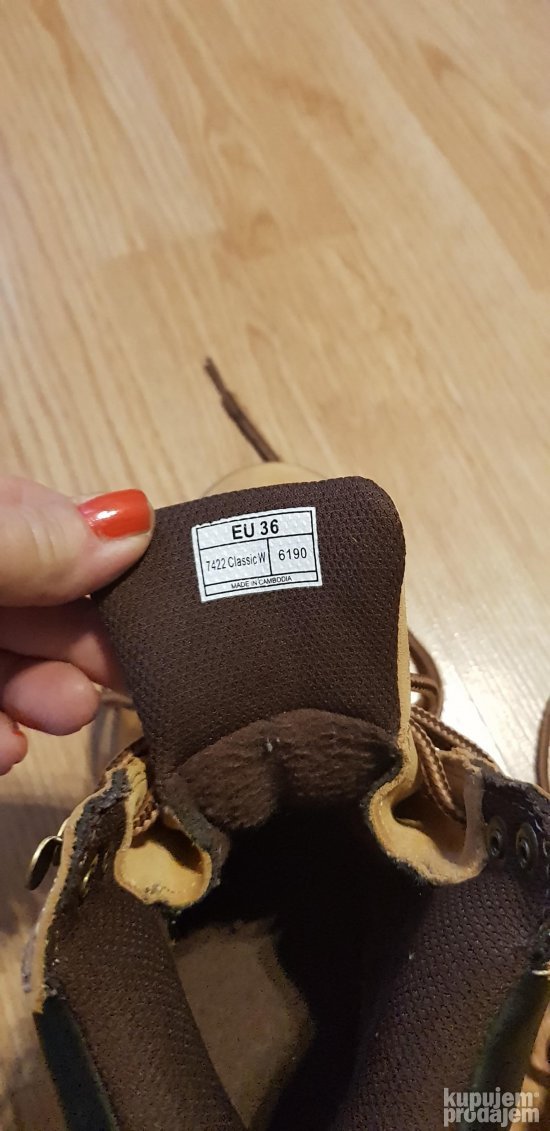 EU 36
7422 Classic W 6190
MADE IN CAMBODIA
kupujem
prodajem